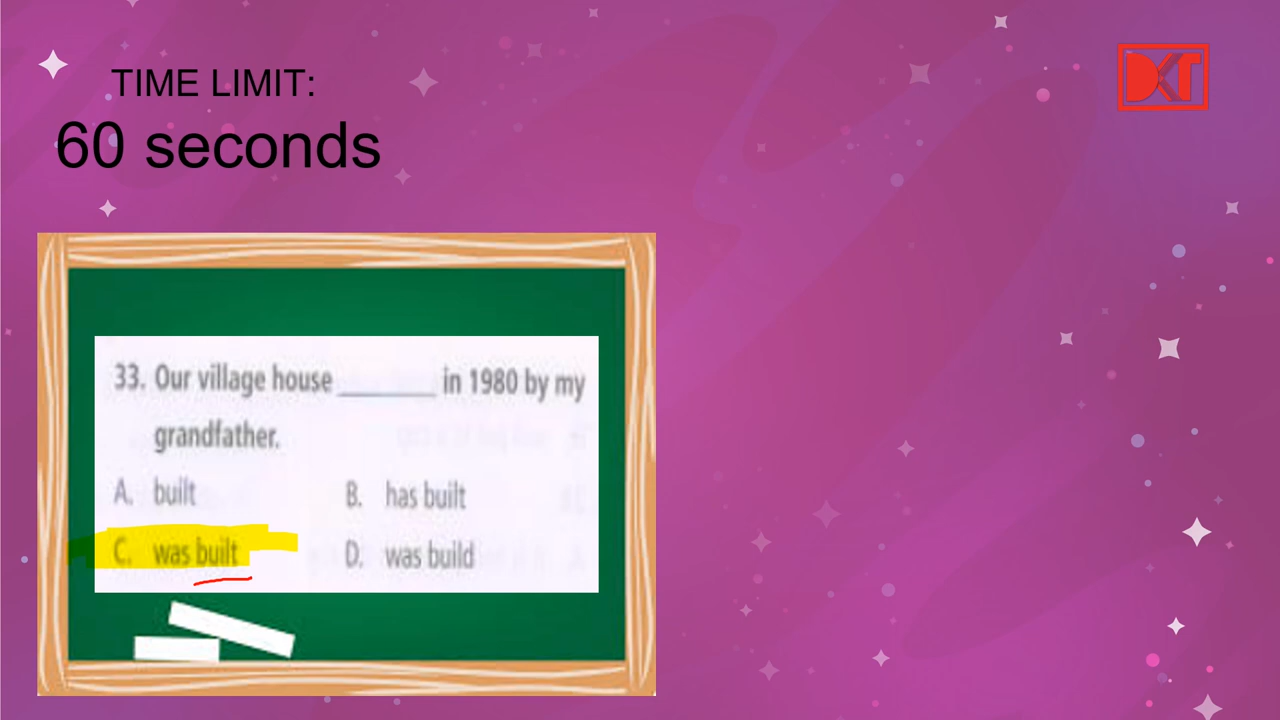 TIME LIMIT:
60 seconds
DKT
33. Our village house ________ in 1980 by my
grandfather.
A. built B. has built
C. was built D. was build